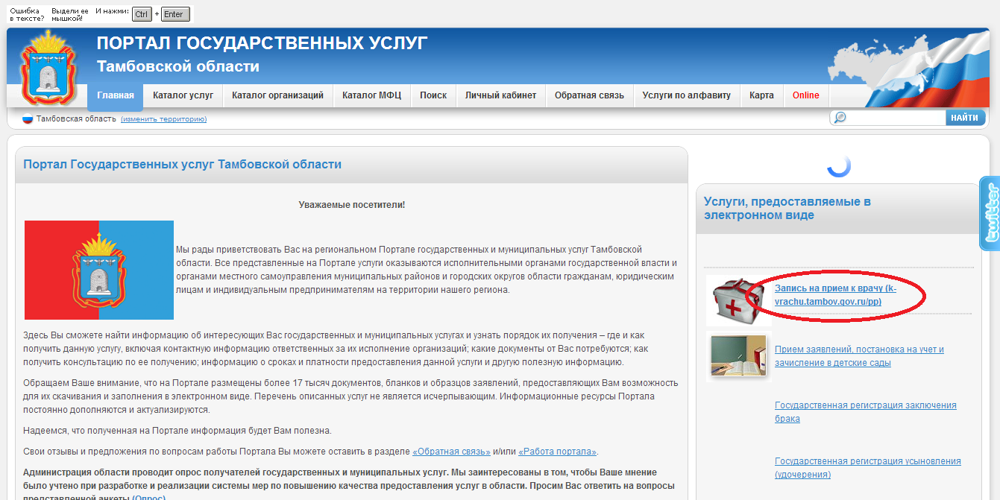 Ошибка Выдели ее И нажми: Ctrl + Enter
в тексте? мышкой!
ПОРТАЛ ГОСУДАРСТВЕННЫХ УСЛУГ
Тамбовской области
Главная Каталог услуг Каталог организаций Каталог МФЦ Поиск Личный кабинет Обратная связь Услуги по алфавиту Карта Online
Тамбовская область (изменить территорию)
НАЙТИ
Портал Государственных услуг Тамбовской области
Уважаемые посетители!
Мы рады приветствовать Вас на региональном Портале государственных и муниципальных услуг Тамбовской
области. Все представленные на Портале услуги оказываются исполнительными органами государственной власти и
органами местного самоуправления муниципальных районов и городских округов области гражданам, юридическим
лицам и индивидуальным предпринимателям на территории нашего региона.
Здесь Вы сможете найти информацию об интересующих Вас государственных и муниципальных услугах и узнать порядок их получения – где и как
получить данную услугу, включая контактную информацию ответственных за их исполнение организаций; какие документы от Вас потребуются; как
получить консультацию по ее получению; информацию о сроках и платности предоставления данной услуги и другую полезную информацию.
Обращаем Ваше внимание, что на Портале размещены более 17 тысяч документов, бланков и образцов заявлений, предоставляющих Вам возможность
для их скачивания и заполнения в электронном виде. Перечень описанных услуг не является исчерпывающим. Информационные ресурсы Портала
постоянно дополняются и актуализируются.
Надеемся, что полученная на Портале информация будет Вам полезна.
Свои отзывы и предложения по вопросам работы Портала Вы можете оставить в разделе «Обратная связь» и/или «Работа портала».
Администрация области проводит опрос получателей государственных и муниципальных услуг. Мы заинтересованы в том, чтобы Ваше мнение
было учтено при разработке и реализации системы мер по повышению качества предоставления услуг в области. Просим Вас ответить на вопросы
представленной анкеты (Опрос)
Услуги, предоставляемые в
электронном виде
Запись на прием к врачу (k-
vrachu.tambov.gov.ru/pp)
Прием заявлений, постановка на учет и
зачисление в детские сады
Государственная регистрация заключения
брака
Государственная регистрация усыновления
(удочерения)
twitter